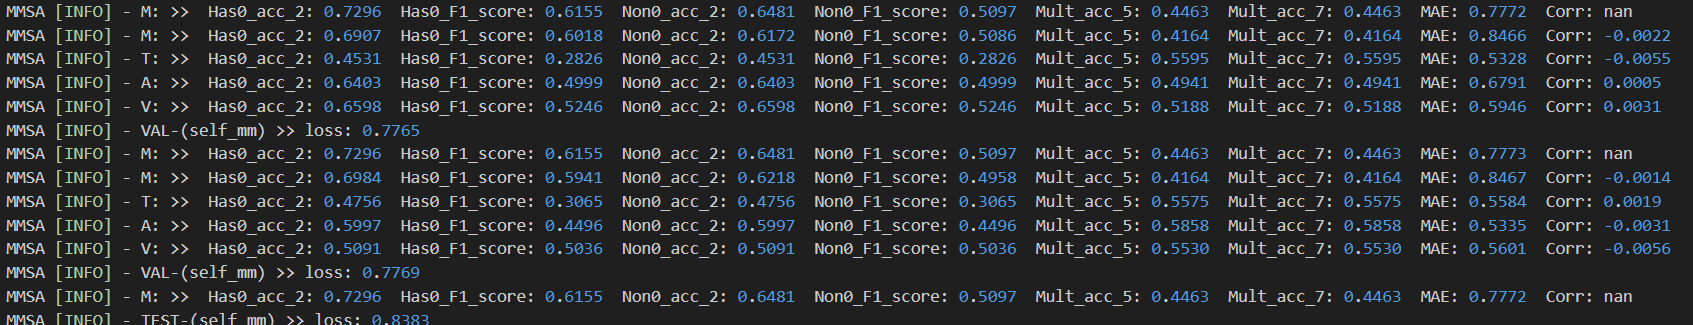 MMSA [INFO] - M: >>  Has0_acc_2: 0.7296  Has0_F1_score: 0.6155  Non0_acc_2: 0.6481  Non0_F1_score: 0.5097  Mult_acc_5: 0.4463  Mult_acc_7: 0.4463  MAE: 0.7772  Corr: nan
MMSA [INFO] - M: >>  Has0_acc_2: 0.6907  Has0_F1_score: 0.6018  Non0_acc_2: 0.6172  Non0_F1_score: 0.5086  Mult_acc_5: 0.4164  Mult_acc_7: 0.4164  MAE: 0.8466  Corr: -0.0022
MMSA [INFO] - T: >>  Has0_acc_2: 0.4531  Has0_F1_score: 0.2826  Non0_acc_2: 0.4531  Non0_F1_score: 0.2826  Mult_acc_5: 0.5595  Mult_acc_7: 0.5595  MAE: 0.5328  Corr: -0.0055
MMSA [INFO] - A: >>  Has0_acc_2: 0.6403  Has0_F1_score: 0.4999  Non0_acc_2: 0.6403  Non0_F1_score: 0.4999  Mult_acc_5: 0.4941  Mult_acc_7: 0.4941  MAE: 0.6791  Corr: 0.0005
MMSA [INFO] - V: >>  Has0_acc_2: 0.6598  Has0_F1_score: 0.5246  Non0_acc_2: 0.6598  Non0_F1_score: 0.5246  Mult_acc_5: 0.5188  Mult_acc_7: 0.5188  MAE: 0.5946  Corr: 0.0031
MMSA [INFO] - VAL-(self_mm) >> loss: 0.7765
MMSA [INFO] - M: >>  Has0_acc_2: 0.7296  Has0_F1_score: 0.6155  Non0_acc_2: 0.6481  Non0_F1_score: 0.5097  Mult_acc_5: 0.4463  Mult_acc_7: 0.4463  MAE: 0.7773  Corr: nan
MMSA [INFO] - M: >>  Has0_acc_2: 0.6984  Has0_F1_score: 0.5941  Non0_acc_2: 0.6218  Non0_F1_score: 0.4958  Mult_acc_5: 0.4164  Mult_acc_7: 0.4164  MAE: 0.8467  Corr: -0.0014
MMSA [INFO] - T: >>  Has0_acc_2: 0.4756  Has0_F1_score: 0.3065  Non0_acc_2: 0.4756  Non0_F1_score: 0.3065  Mult_acc_5: 0.5575  Mult_acc_7: 0.5575  MAE: 0.5584  Corr: 0.0019
MMSA [INFO] - A: >>  Has0_acc_2: 0.5997  Has0_F1_score: 0.4496  Non0_acc_2: 0.5997  Non0_F1_score: 0.4496  Mult_acc_5: 0.5858  Mult_acc_7: 0.5858  MAE: 0.5335  Corr: -0.0031
MMSA [INFO] - V: >>  Has0_acc_2: 0.5091  Has0_F1_score: 0.5036  Non0_acc_2: 0.5091  Non0_F1_score: 0.5036  Mult_acc_5: 0.5530  Mult_acc_7: 0.5530  MAE: 0.5601  Corr: -0.0056
MMSA [INFO] - VAL-(self_mm) >> loss: 0.7769
MMSA [INFO] - M: >>  Has0_acc_2: 0.7296  Has0_F1_score: 0.6155  Non0_acc_2: 0.6481  Non0_F1_score: 0.5097  Mult_acc_5: 0.4463  Mult_acc_7: 0.4463  MAE: 0.7772  Corr: nan
MMSA [INFO] - TEST-(self_mm) >> loss: 0.8383